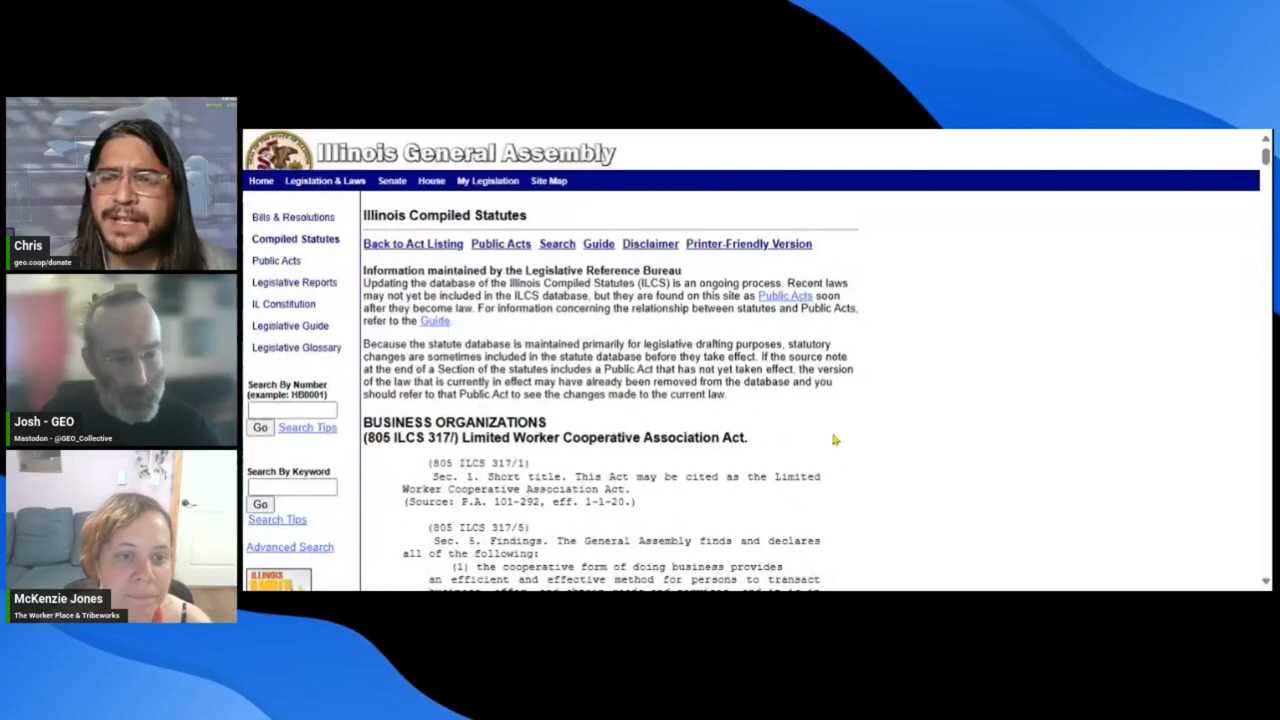 Chris
geo.coop/donate
Josh - GEO
Mastodon - @GEO_Collective
McKenzie Jones
The Worker Place & Tribeworks
Illinois General Assembly
Home Legislation & Laws Senate House My Legislation Site Map
Bills & Resolutions
Compiled Statutes
Public Acts
Legislative Reports
IL Constitution
Legislative Guide
Legislative Glossary
Search By Number
(example: HB0001)
Go Search Tips
Search By Keyword
Go
Search Tips
Advanced Search
ILLINOIS
Illinois Compiled Statutes
Back to Act Listing Public Acts Search Guide Disclaimer Printer-Friendly Version
Information maintained by the Legislative Reference Bureau
Updating the database of the Illinois Compiled Statutes (ILCS) is an ongoing process. Recent laws
may not yet be included in the ILCS database, but they are found on this site as Public Acts soon
after they become law. For information concerning the relationship between statutes and Public Acts,
refer to the Guide.
Because the statute database is maintained primarily for legislative drafting purposes, statutory
changes are sometimes included in the statute database before they take effect. If the source note
at the end of a Section of the statutes includes a Public Act that has not yet taken effect, the version
of the law that is currently in effect may have already been removed from the database and you
should refer to that Public Act to see the changes made to the current law.
BUSINESS ORGANIZATIONS
(805 ILCS 317/) Limited Worker Cooperative Association Act.
(805 ILCS 317/1)
Sec. 1. Short title. This Act may be cited as the Limited
Worker Cooperative Association Act.
(Source: P.A. 101-292, eff. 1-1-20.)
(805 ILCS 317/5)
Sec. 5. Findings. The General Assembly finds and declares
all of the following:
(1) the cooperative form of doing business provides
an efficient and effective method for persons to transact